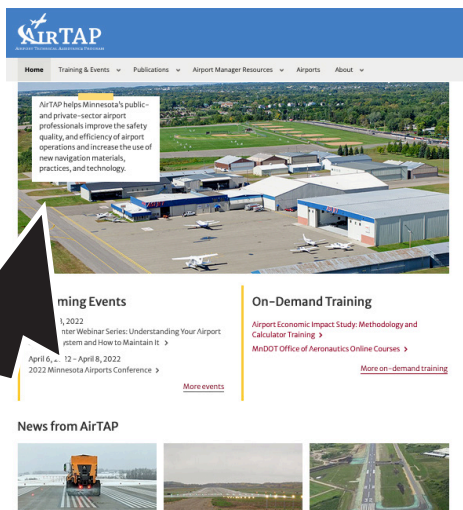 AIRTAP
AIRPORT TECHNICAL ASSISTANCE PROGRAM
Home Training & Events Publications Airport Manager Resources Airports About
AirTAP helps Minnesota's public-
and private-sector airport
professionals improve the safety
quality, and efficiency of airport
operations and increase the use of
new navigation materials,
practices, and technology.
ming Events
, 2022
nter Webinar Series: Understanding Your Airport
ystem and How to Maintain It >
April 6, 2 – April 8, 2022
2022 Minnesota Airports Conference >
More events
On-Demand Training
Airport Economic Impact Study: Methodology and
Calculator Training >
MnDOT Office of Aeronautics Online Courses >
More on-demand training
News from AirTAP